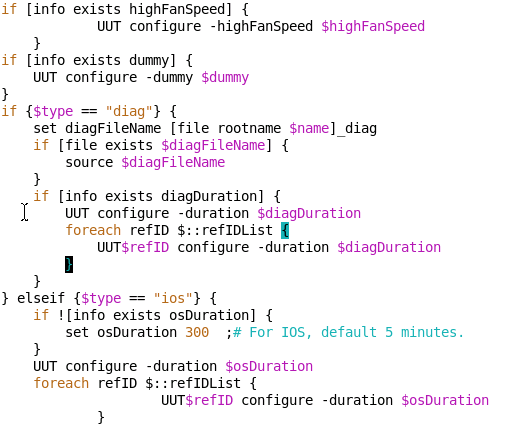 if [info exists highFanSpeed] {
            UUT configure -highFanSpeed $highFanSpeed
    }
if [info exists dummy] {
    UUT configure -dummy $dummy
}
if {$type == "diag"} {
    set diagFileName [file rootname $name]_diag
    if [file exists $diagFileName] {
        source $diagFileName
    }
    if [info exists diagDuration] {
        UUT configure -duration $diagDuration
        foreach refID $::refIDList {
            UUT$refID configure -duration $diagDuration
        }
    }
} elseif {$type == "ios"} {
    if ![info exists osDuration] {
        set osDuration 300  ;# For IOS, default 5 minutes.
    }
    UUT configure -duration $osDuration
    foreach refID $::refIDList {
                    UUT$refID configure -duration $osDuration
            }